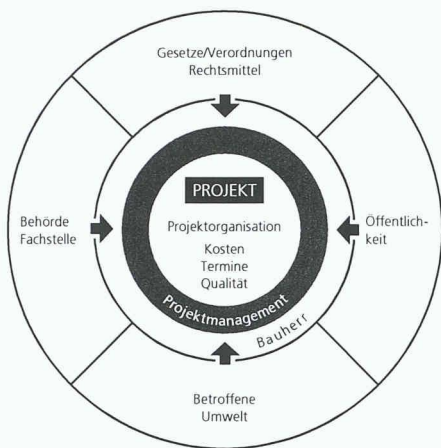 Gesetze/Verordnungen
Rechtsmittel
Behörde
Fachstelle
PROJEKT
Projektorganisation
Kosten
Termine
Qualität
Öffentlich-
keit
Projektmanagement
Bauherr
Betroffene
Umwelt